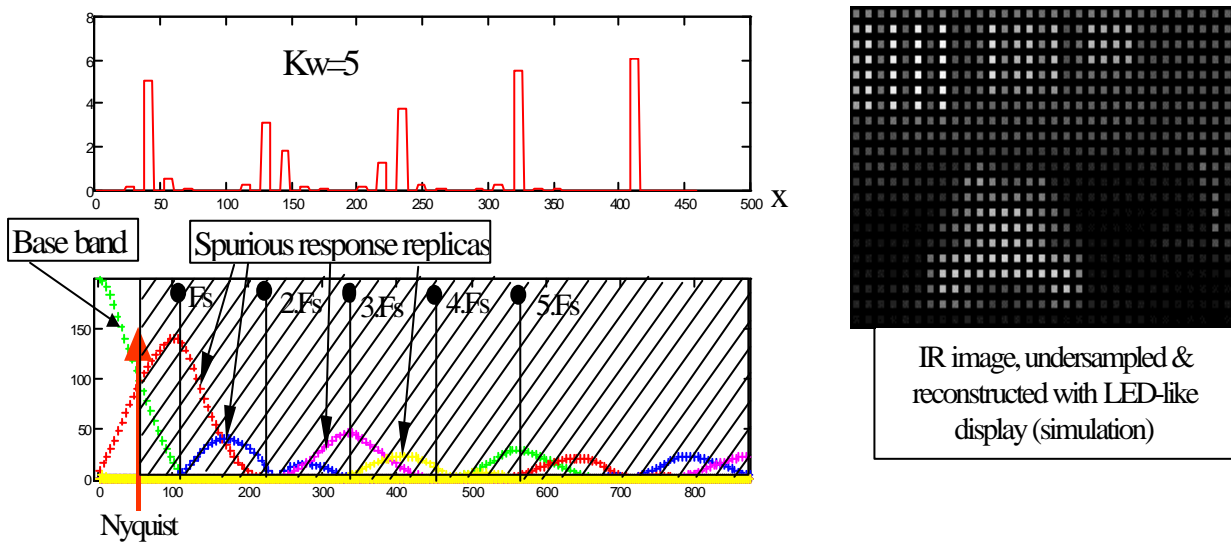 8
6
4
2
0
Kw=5
0 50 100 150 200 250 300 350 400 450 500
X
Base band
Spurious response replicas
Fs
2.Fs
3.Fs
4.Fs
5.Fs
150
100
50
0
0 100 200 300 400 500 600 700 800
Nyquist
IR image, undersampled &
reconstructed with LED-like
display (simulation)